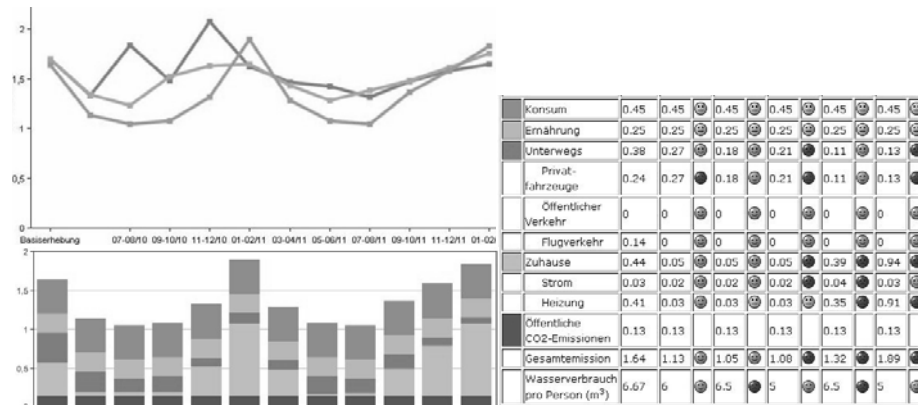 2
1,5
1
0,5
0
Basiserhebung 07-08/10 09-10/10 11-12/10 01-02/11 03-04/11 05-06/11 07-08/11 09-10/11 11-12/11 01-02/
2
1.5
1
0.5
0
Konsum 0.45 0.45 0.45 0.45 0.45 0.45
Ernährung 0.25 0.25 0.25 0.25 0.25 0.25
Unterwegs 0.38 0.27 0.18 0.21 0.11 0.13
Privat-
fahrzeuge 0.24 0.27 0.18 0.21 0.11 0.13
Öffentlicher
Verkehr 0 0 0 0 0 0
Flugverkehr 0.14 0 0 0 0 0
Zuhause 0.44 0.05 0.05 0.05 0.39 0.94
Strom 0.03 0.02 0.02 0.02 0.04 0.03
Heizung 0.41 0.03 0.03 0.03 0.35 0.91
Öffentliche
CO2-Emissionen 0.13 0.13 0.13 0.13 0.13 0.13
Gesamtemission 1.64 1.13 1.05 1.08 1.32 1.89
Wasserverbrauch
pro Person (m³) 6.67 6 6.5 5 6.5 5